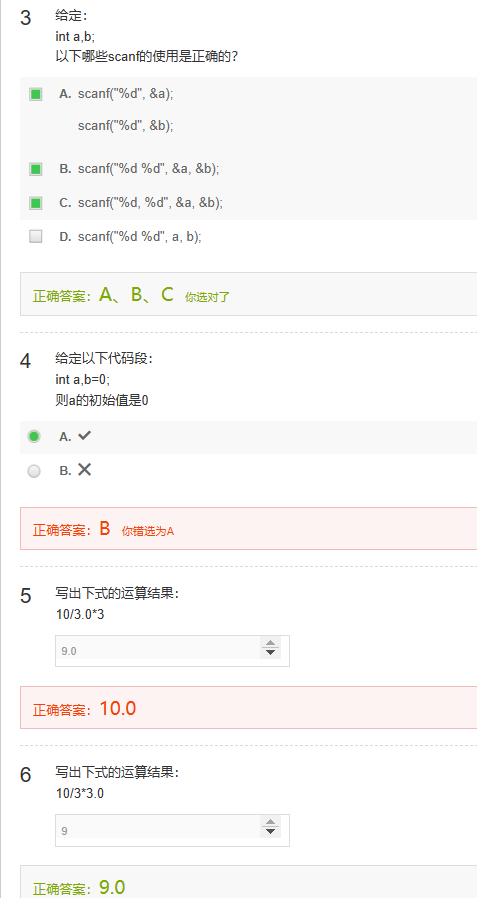 3 给定：
int a,b;
以下哪些scanf的使用是正确的？
A. scanf("%d", &a);
scanf("%d", &b);
B. scanf("%d %d", &a, &b);
C. scanf("%d, %d", &a, &b);
D. scanf("%d %d", a, b);
正确答案：A、B、C 你选对了
4 给定以下代码段：
int a,b=0;
则a的初始值是0
A. ✓
B. ✕
正确答案：B 你错选为A
5 写出下式的运算结果：
10/3.0*3
9.0
正确答案：10.0
6 写出下式的运算结果：
10/3*3.0
9
正确答案：9.0